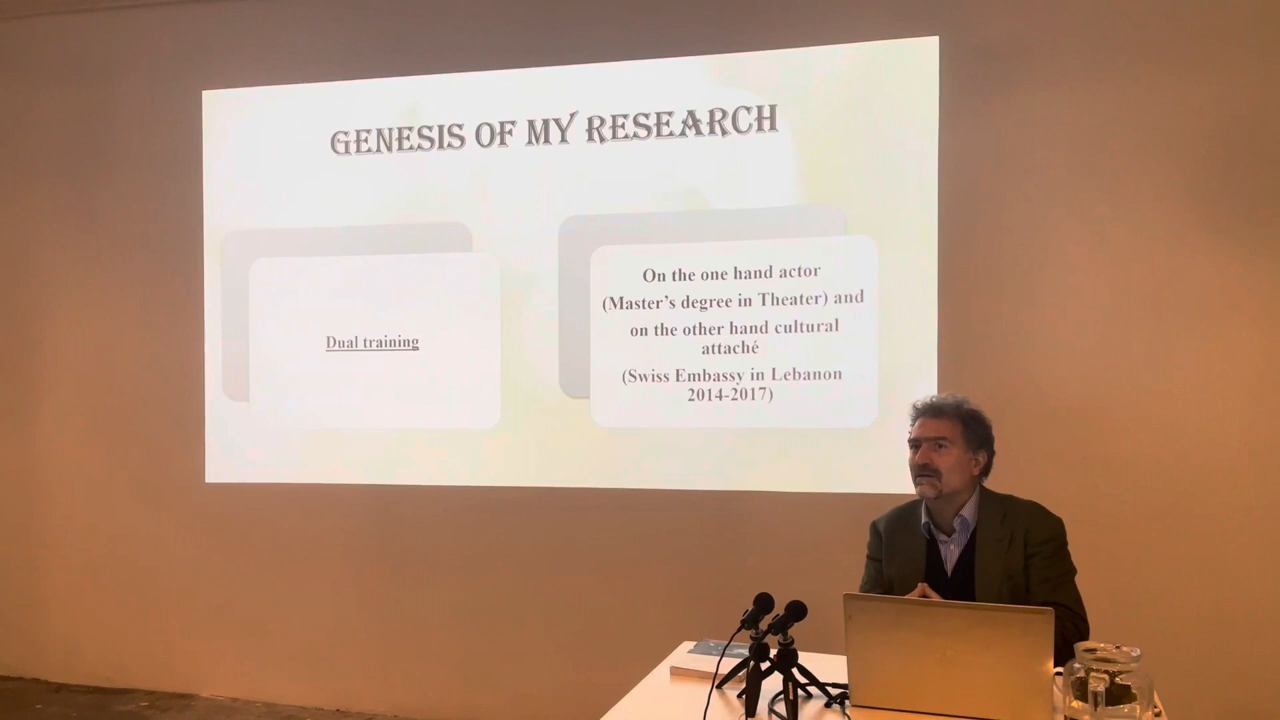 GENESIS OF MY RESEARCH
Dual training
On the one hand actor
(Master's degree in Theater) and
on the other hand cultural
attaché
(Swiss Embassy in Lebanon
2014-2017)